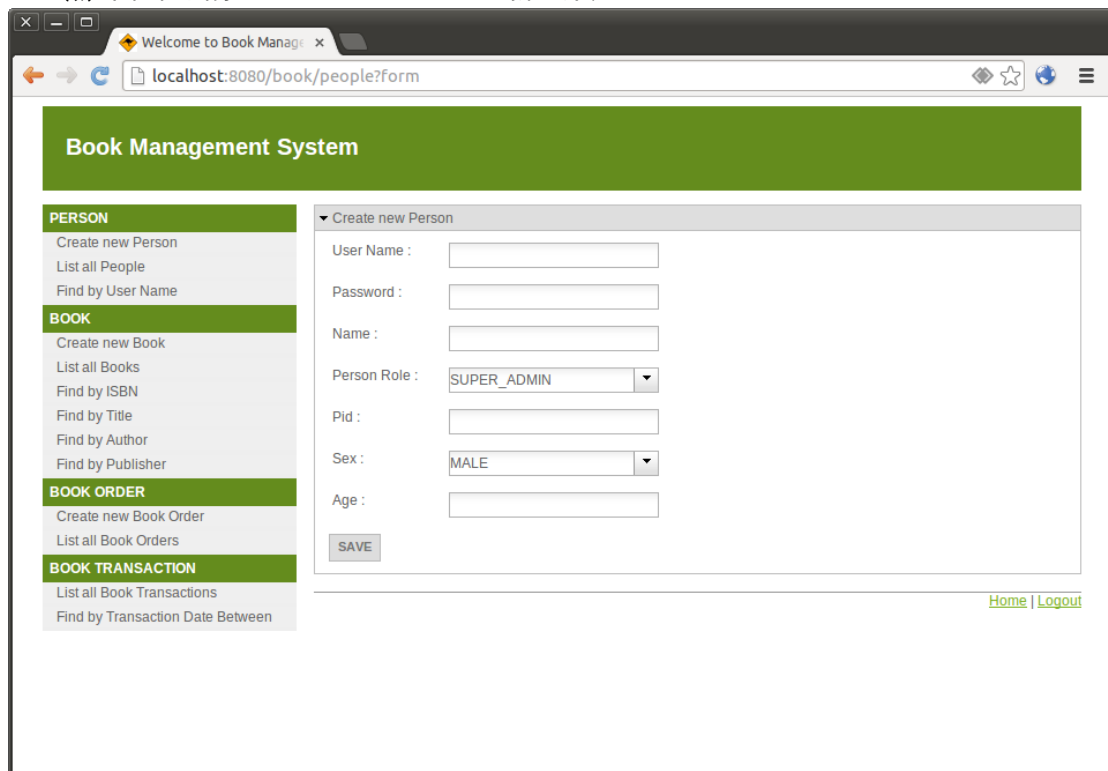 Welcome to Book Manage
localhost:8080/book/people?form
Book Management System
PERSON
Create new Person
List all People
Find by User Name
BOOK
Create new Book
List all Books
Find by ISBN
Find by Title
Find by Author
Find by Publisher
BOOK ORDER
Create new Book Order
List all Book Orders
BOOK TRANSACTION
List all Book Transactions
Find by Transaction Date Between
Create new Person
User Name :
Password :
Name :
Person Role : SUPER_ADMIN
Pid :
Sex : MALE
Age :
SAVE
Home | Logout